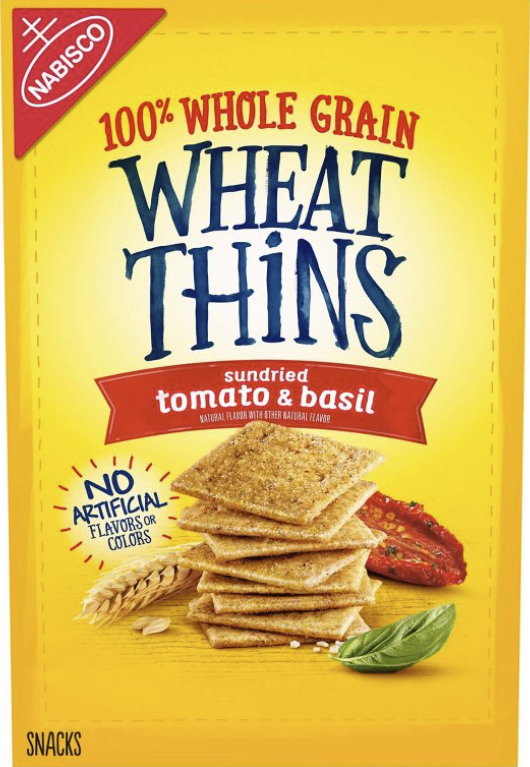 NABISCO
100% WHOLE GRAIN
WHEAT
THiNS
sundried
tomato & basil
NATURAL FLAVOR WITH OTHER NATURAL FLAVOR
NO
ARTIFICIAL
FLAVORS OR
COLORS
SNACKS